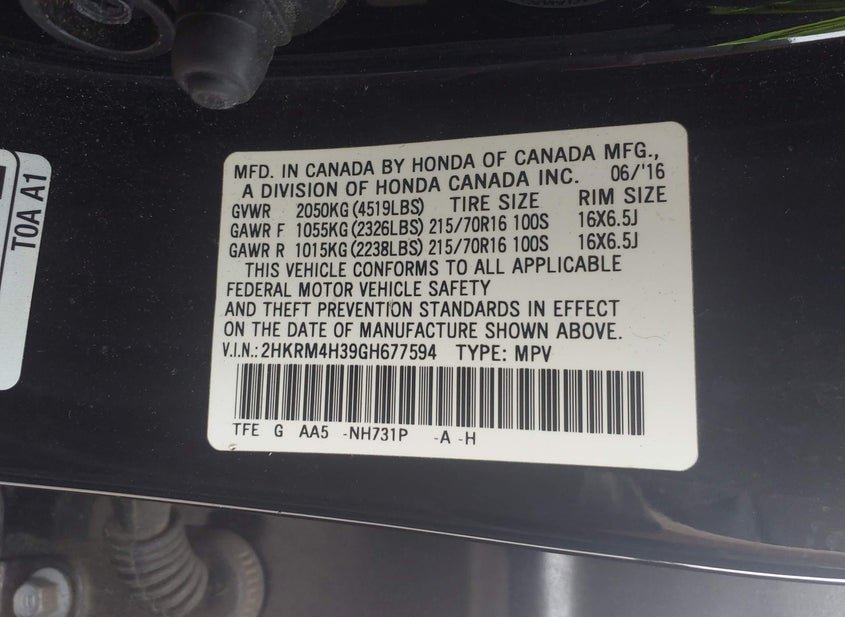 MFD. IN CANADA BY HONDA OF CANADA MFG.,
A DIVISION OF HONDA CANADA INC. 06/'16
GVWR 2050KG (4519LBS) TIRE SIZE RIM SIZE
GAWR F 1055KG (2326LBS) 215/70R16 100S 16X6.5J
GAWR R 1015KG (2238LBS) 215/70R16 100S 16X6.5J
THIS VEHICLE CONFORMS TO ALL APPLICABLE
FEDERAL MOTOR VEHICLE SAFETY
AND THEFT PREVENTION STANDARDS IN EFFECT
ON THE DATE OF MANUFACTURE SHOWN ABOVE.
V.I.N.: 2HKRM4H39GH677594 TYPE: MPV
TFE G AA5 -NH731P -A -H
TOA A1